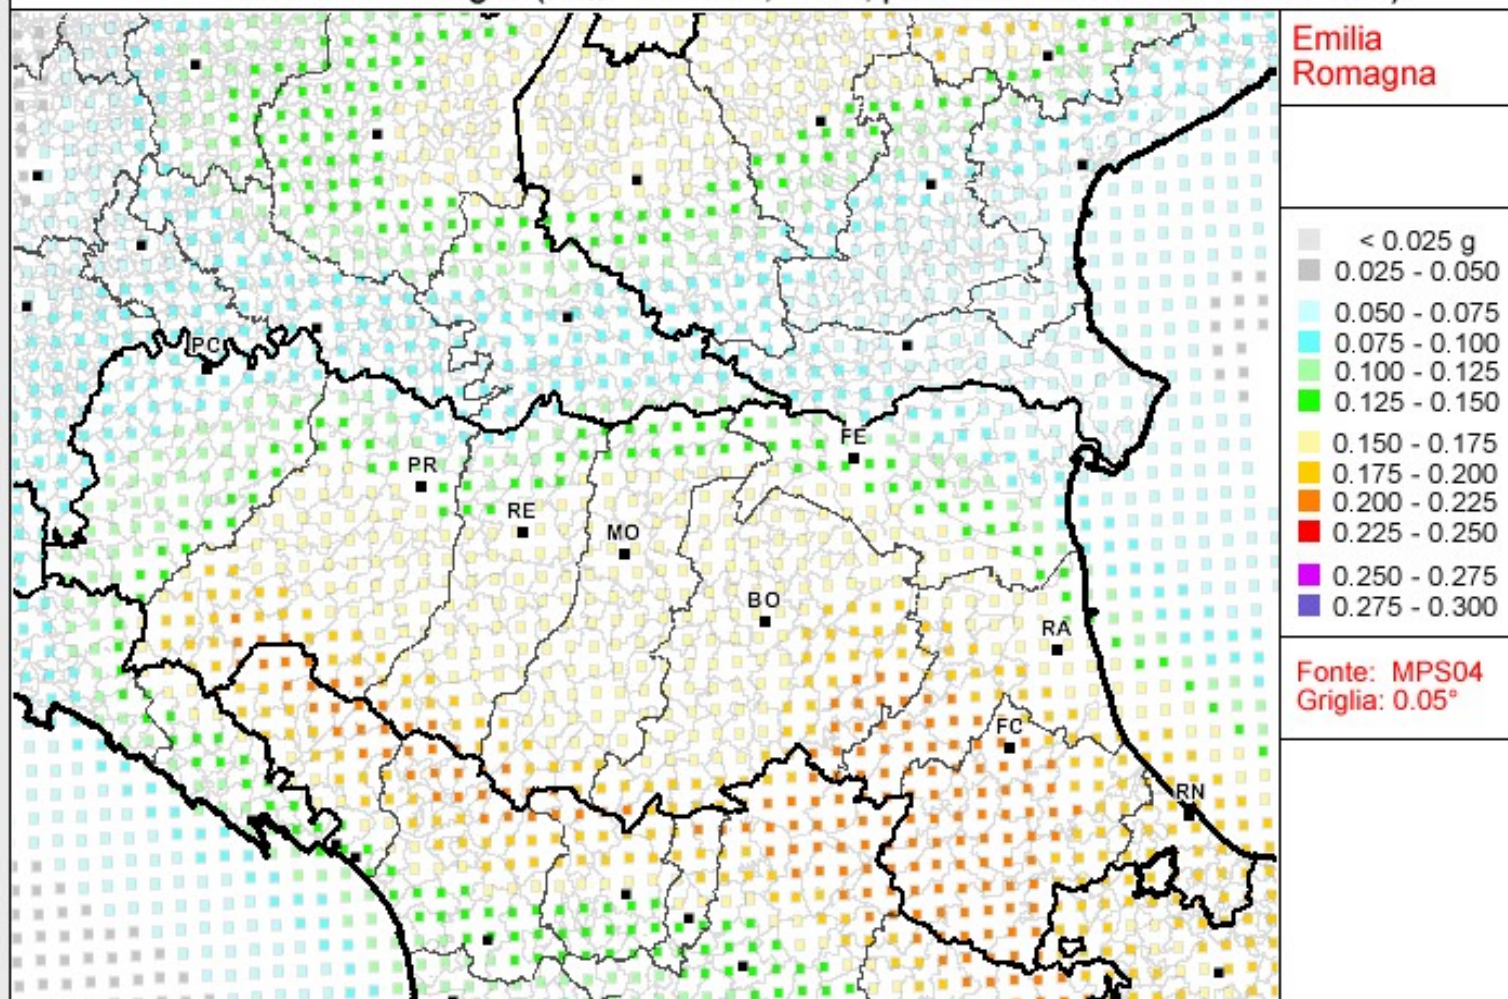 Emilia
Romagna
< 0.025 g
0.025 - 0.050
0.050 - 0.075
0.075 - 0.100
0.100 - 0.125
0.125 - 0.150
0.150 - 0.175
0.175 - 0.200
0.200 - 0.225
0.225 - 0.250
0.250 - 0.275
0.275 - 0.300
Fonte: MPS04
Griglia: 0.05°
PC
FE
PR
RE
MO
BO
RA
FC
RN